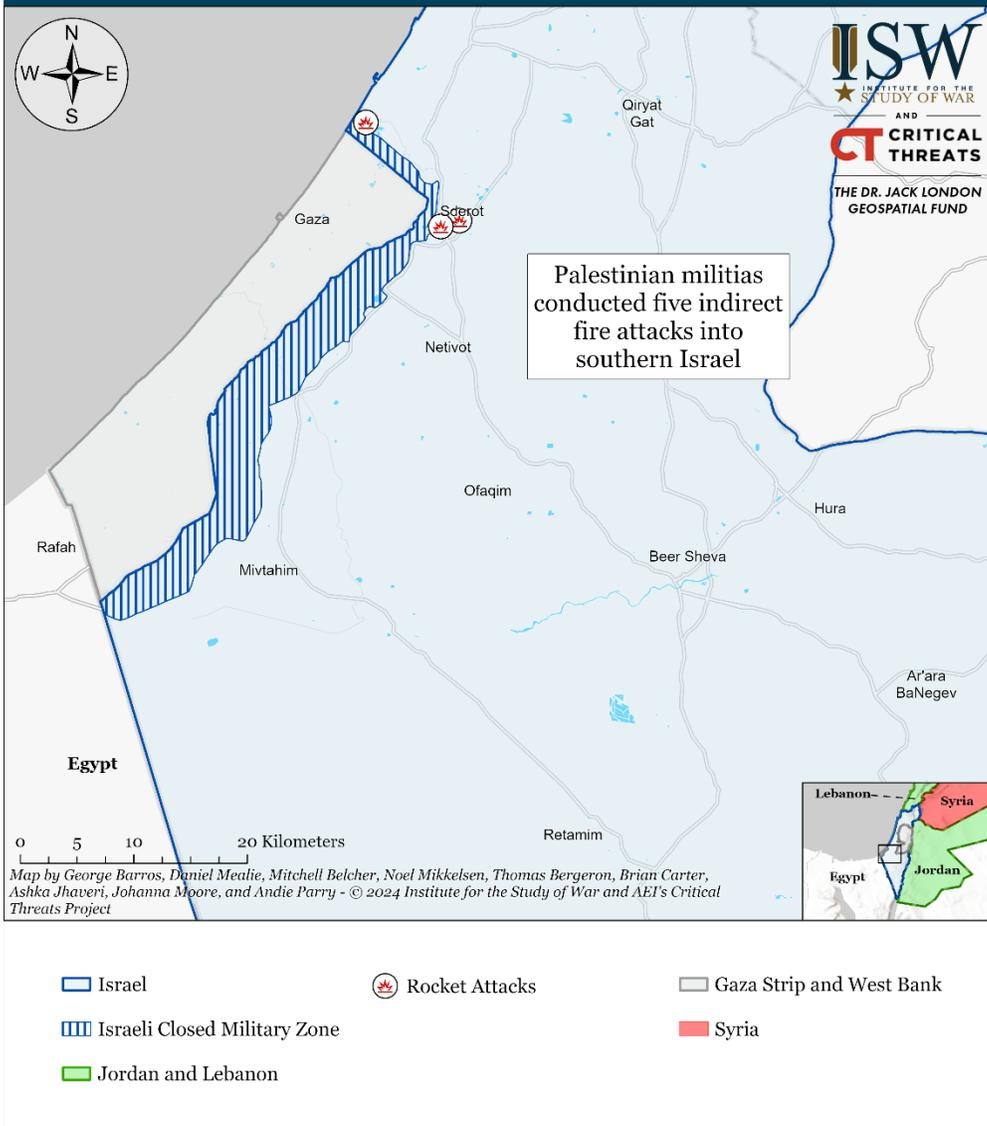 N
W
E
S
ISW
INSTITUTE FOR THE
STUDY OF WAR
AND
CT CRITICAL
THREATS
THE DR. JACK LONDON
GEOSPATIAL FUND
Qiryat
Gat
Gaza
Sderot
Palestinian militias
conducted five indirect
fire attacks into
southern Israel
Netivot
Ofaqim
Hura
Rafah
Beer Sheva
Mivtahim
Ar'ara
BaNegev
Egypt
Retamim
0 5 10 20 Kilometers
Map by George Barros, Daniel Mealie, Mitchell Belcher, Noel Mikkelsen, Thomas Bergeron, Brian Carter,
Ashka Jhaveri, Johanna Moore, and Andie Parry - © 2024 Institute for the Study of War and AEI's Critical
Threats Project
Lebanon
Syria
Egypt
Jordan
Israel
Rocket Attacks
Gaza Strip and West Bank
Israeli Closed Military Zone
Syria
Jordan and Lebanon